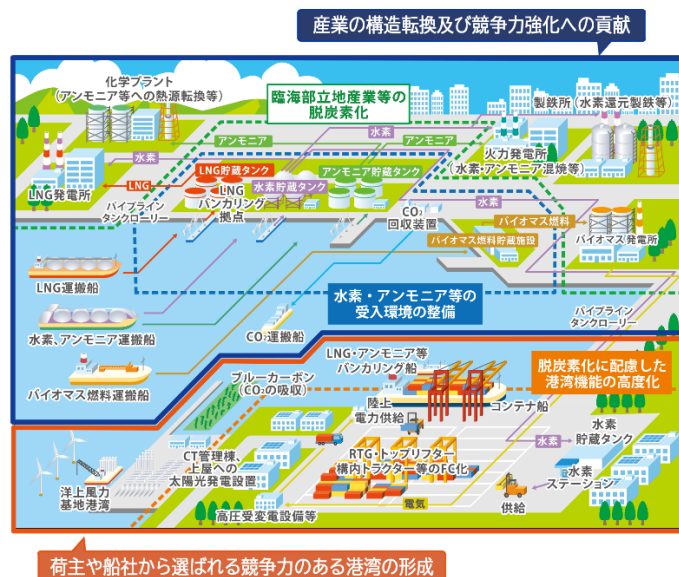 産業の構造転換及び競争力強化への貢献
化学プラント
(アンモニア等への熱源転換等)
臨海部立地産業等の
脱炭素化
製鉄所(水素還元製鉄等)
水素
アンモニア
アンモニア
水素
火力発電所
(水素・アンモニア混焼等)
LNG貯蔵タンク
アンモニア貯蔵タンク
LNG発電所
LNG
LNG
バンカリング
拠点
水素貯蔵タンク
水素
パイプライン
タンクローリー
CO₂
回収装置
バイオマス燃料
バイオマス燃料貯蔵施設
バイオマス発電所
LNG運搬船
水素・アンモニア等の
受入環境の整備
水素、アンモニア運搬船
CO₂運搬船
パイプライン
タンクローリー
バイオマス燃料運搬船
LNG・アンモニア等
バンカリング船
脱炭素化に配慮した
港湾機能の高度化
ブルーカーボン
(CO₂の吸収)
陸上
電力供給
コンテナ船
水素
貯蔵タンク
水素
CT管理棟、
上屋への
太陽光発電設置
RTG・トップリフター
構内トラクター等のFC化
水素
ステーション
洋上風力
基地港湾
高圧受変電設備等
電気
供給
荷主や船社から選ばれる競争力のある港湾の形成